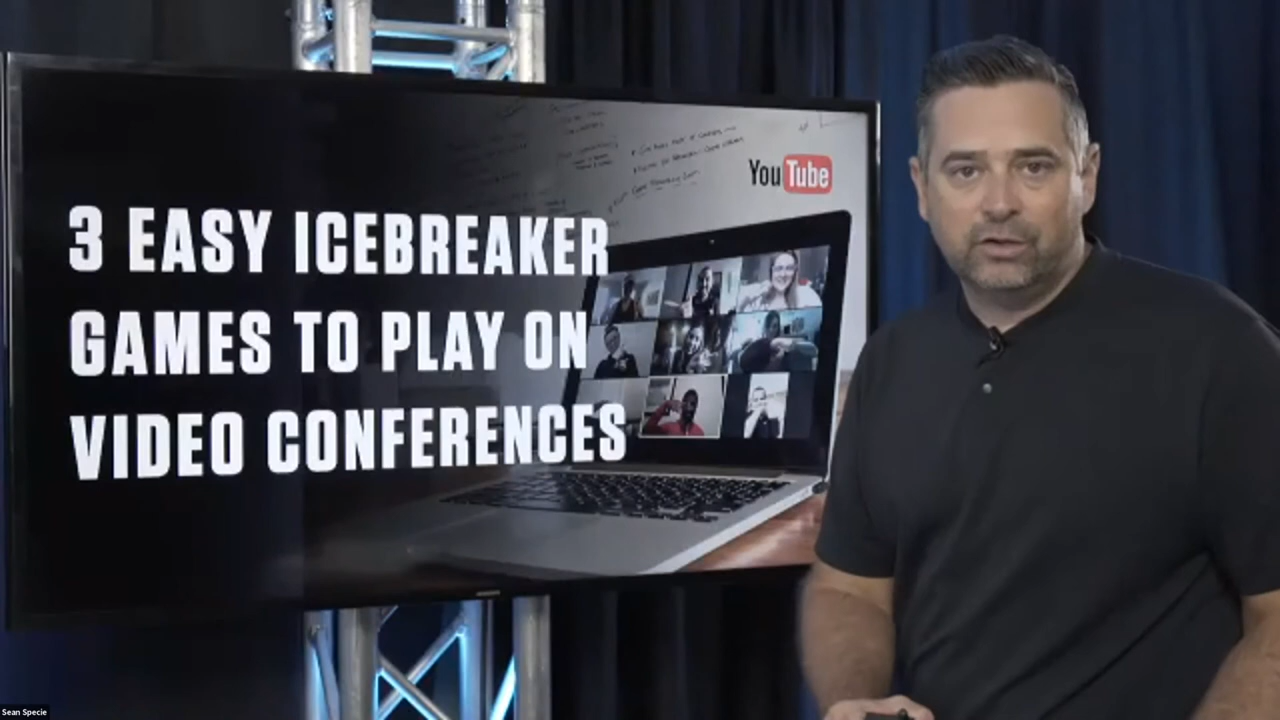 YouTube
3 EASY ICEBREAKER
GAMES TO PLAY ON
VIDEO CONFERENCES
Sean Specie